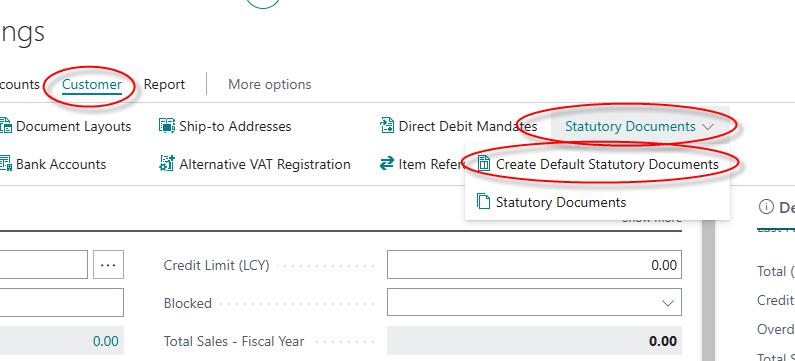 ngs
counts Customer Report More options
Document Layouts Ship-to Addresses Direct Debit Mandates Statutory Documents
Bank Accounts Alternative VAT Registration Item Refer Create Default Statutory Documents
Statutory Documents
Show more
De
Credit Limit (LCY) 0.00
Total (
Blocked
Credit
Overd
0.00 Total Sales - Fiscal Year 0.00
Total S